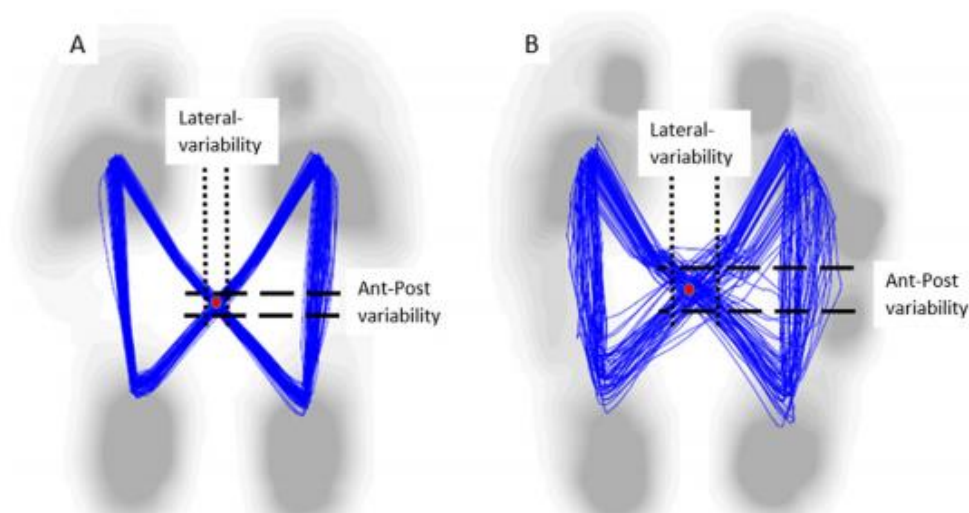 A
Lateral-
variability
Ant-Post
variability
B
Lateral-
variability
Ant-Post
variability